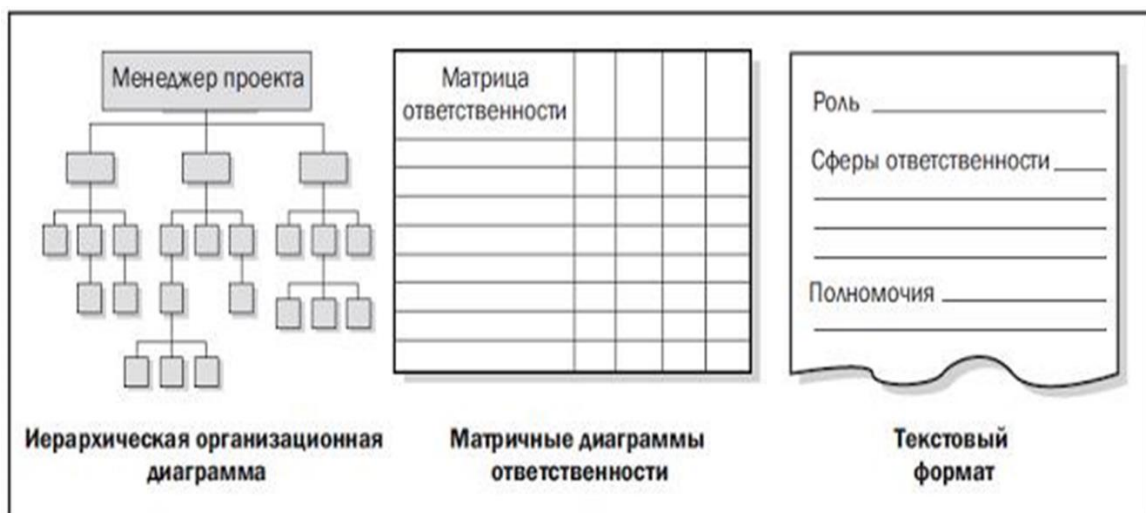 Менеджер проекта
Матрица
ответственности
Роль
Сферы ответственности
Полномочия
Иерархическая организационная
диаграмма
Матричные диаграммы
ответственности
Текстовый
формат